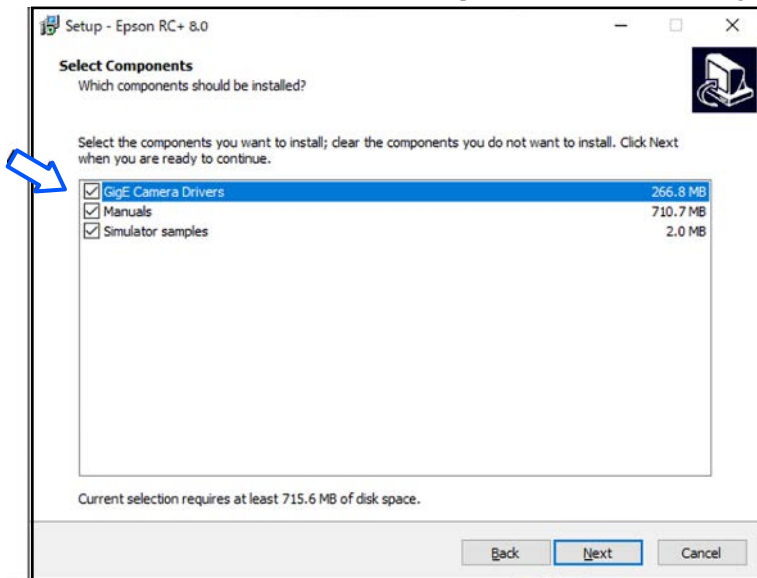 Setup - Epson RC+ 8.0
Select Components
Which components should be installed?
Select the components you want to install; clear the components you do not want to install. Click Next
when you are ready to continue.
GigE Camera Drivers 266.8 MB
Manuals 710.7 MB
Simulator samples 2.0 MB
Current selection requires at least 715.6 MB of disk space.
Back Next Cancel